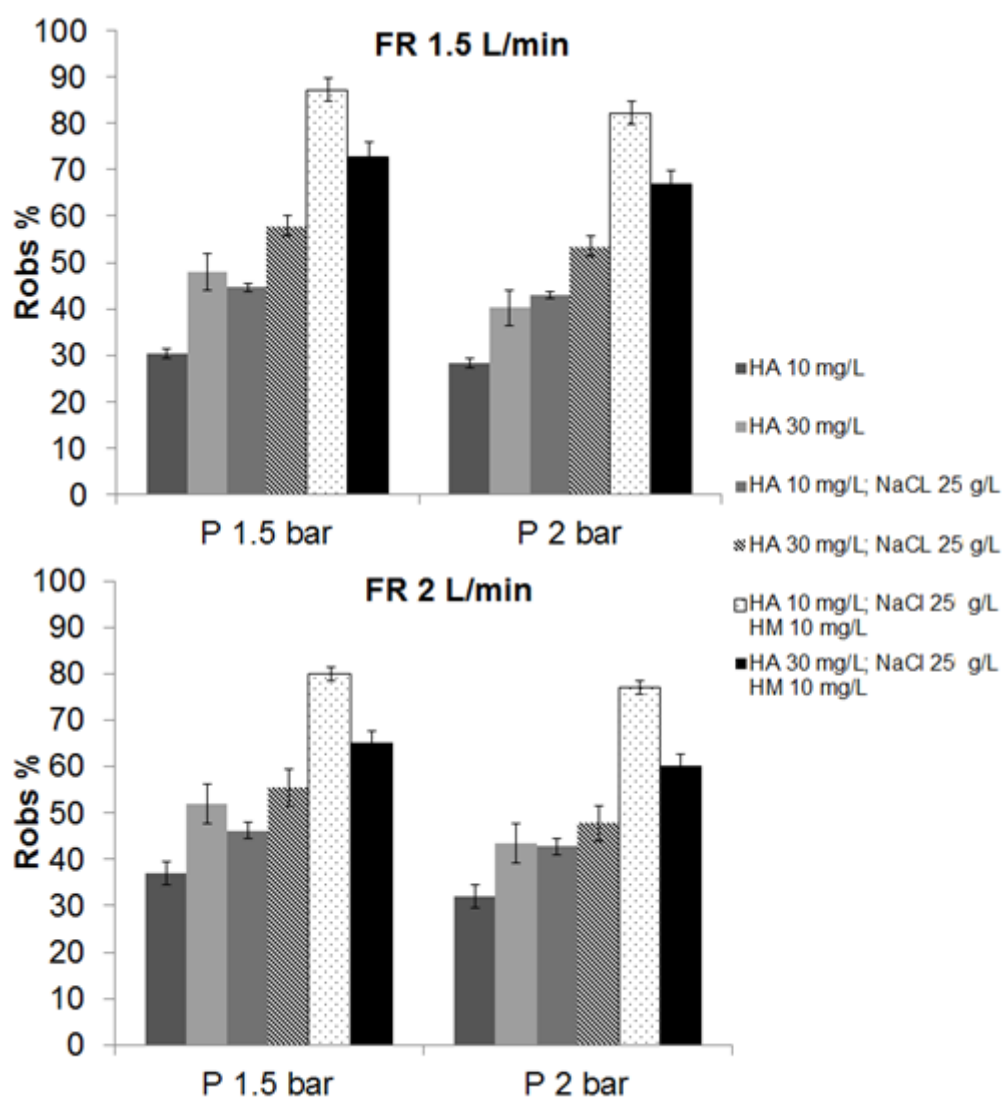 FR 1.5 L/min
Robs %
100
90
80
70
60
50
40
30
20
10
0
P 1.5 bar
P 2 bar
HA 10 mg/L
HA 30 mg/L
HA 10 mg/L; NaCL 25 g/L
HA 30 mg/L; NaCL 25 g/L
HA 10 mg/L; NaCl 25 g/L
HM 10 mg/L
HA 30 mg/L; NaCl 25 g/L
HM 10 mg/L
FR 2 L/min
Robs %
100
90
80
70
60
50
40
30
20
10
0
P 1.5 bar
P 2 bar